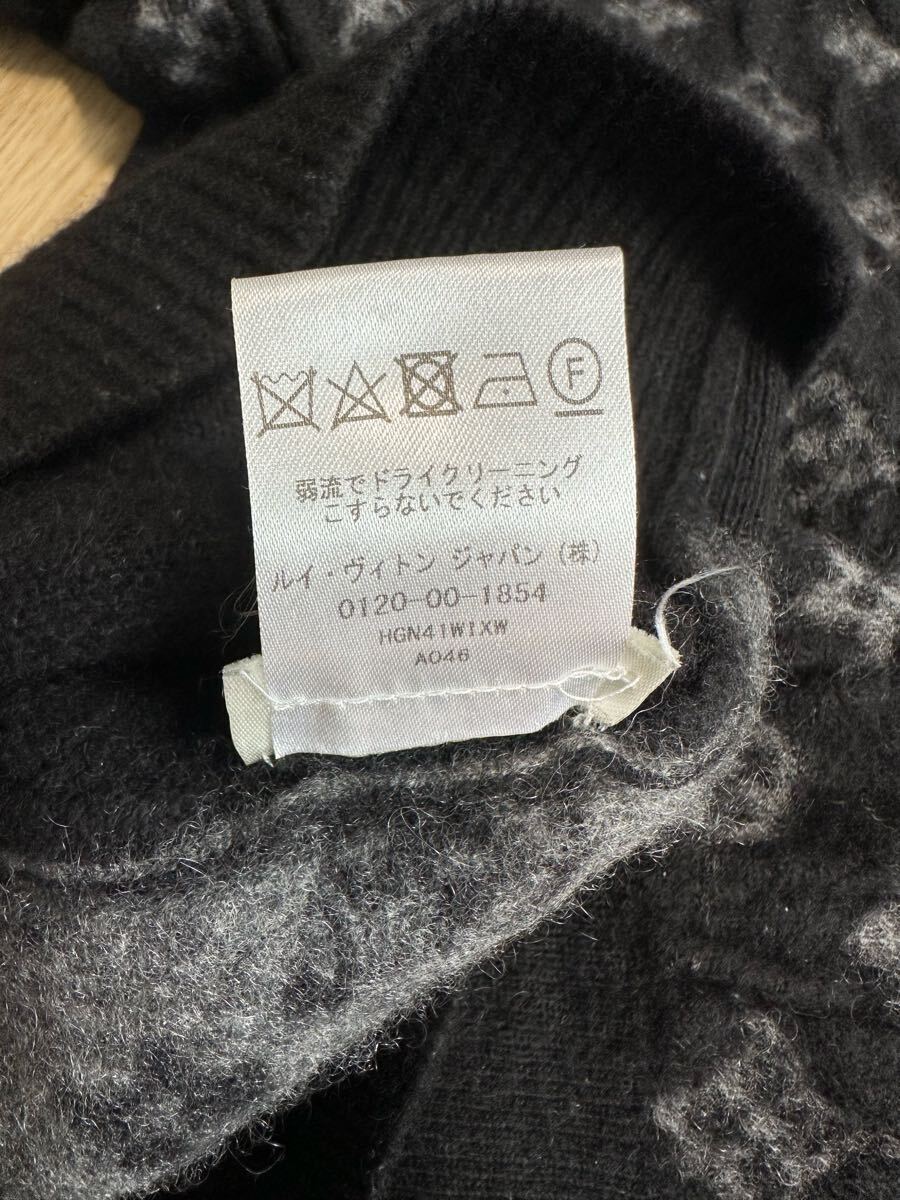 F
弱流でドライクリーニング
こすらないでください
ルイ・ヴィトン ジャパン (株)
0120-00-1854
HGN41WIXW
A046